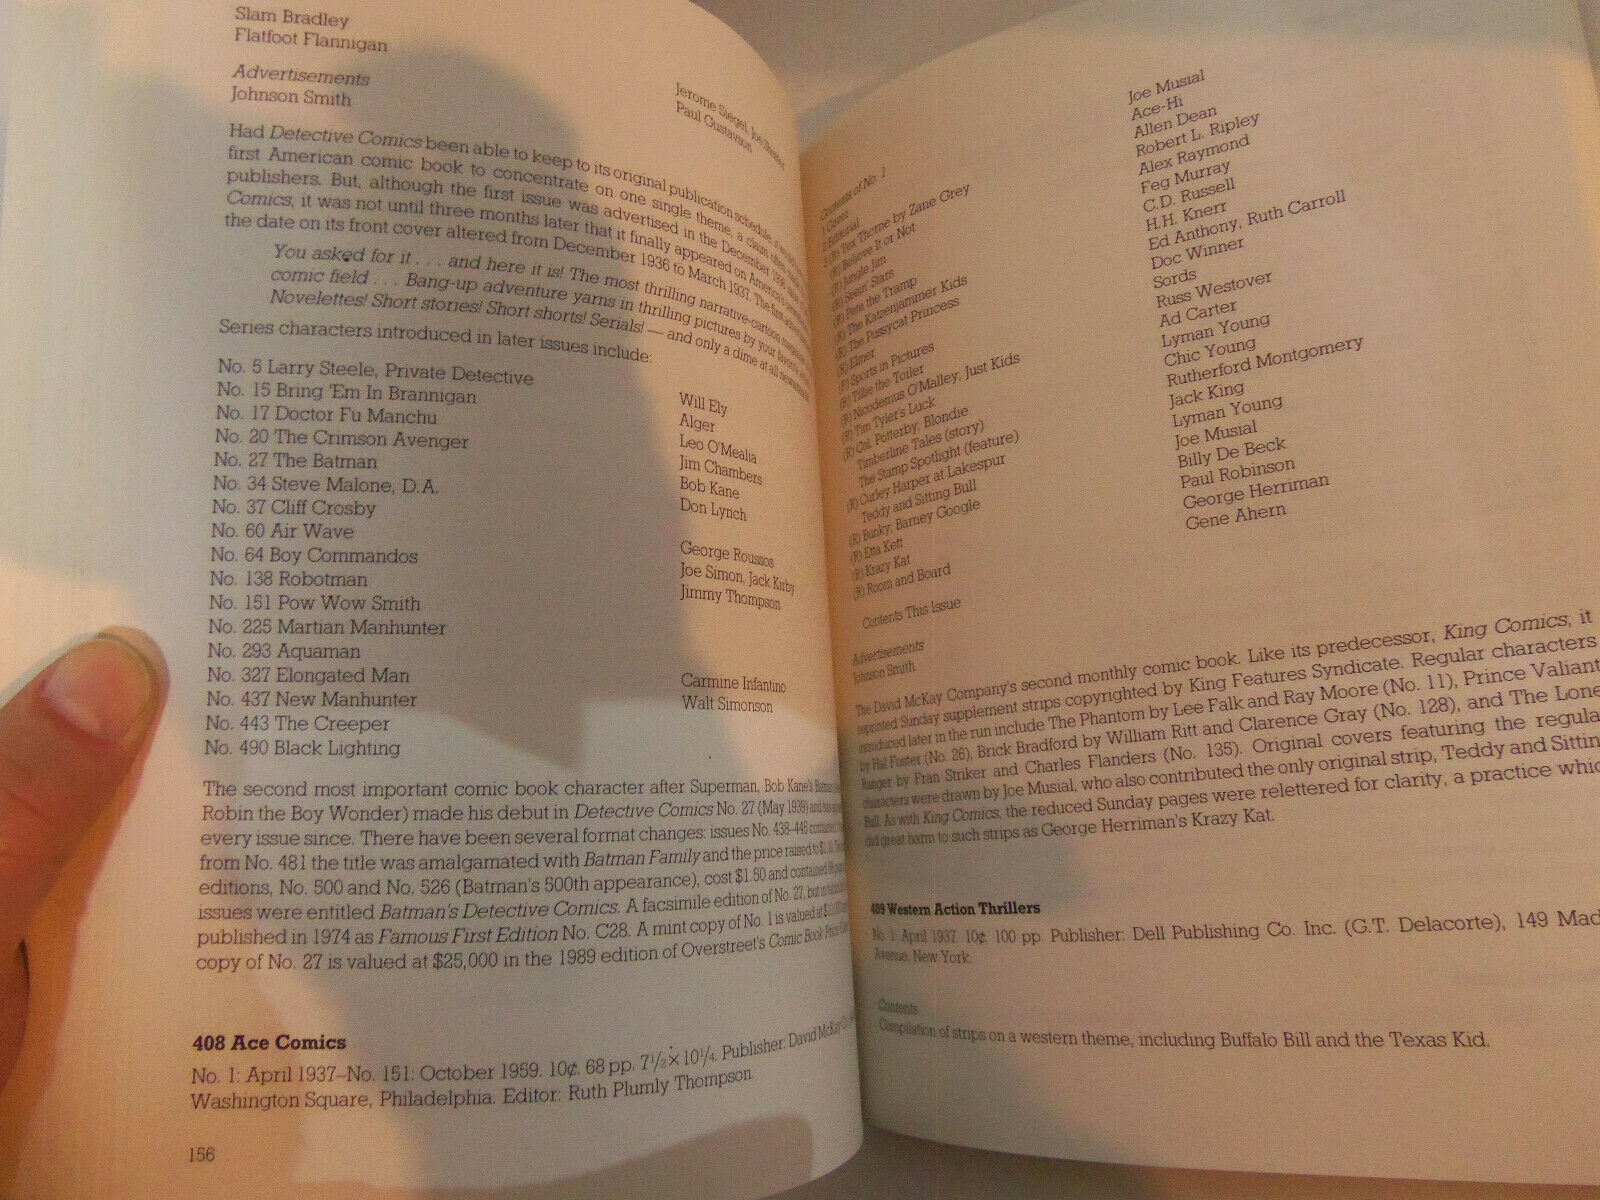 Slam Bradley
Flatfoot Flannigan
Jerome Siegel, Joe
Paul Gustavson
Advertisements
Johnson Smith
Had Detective Comics been able to keep to its original publication schedule, it would
first American comic book to concentrate on one single theme, a claim often
publishers. But, although the first issue was advertised in the December 1936
Comics, it was not until three months later that it finally appeared on America's
the date on its front cover altered from December 1936 to March 1937. The first
You asked for it . . . and here it is! The most thrilling narrative-cartoon magazine
comic field . . . Bang-up adventure yarns in thrilling pictures by your favorite
Novelettes! Short stories! Short shorts! Serials! — and only a dime at all
Series characters introduced in later issues include:
No. 5 Larry Steele, Private Detective Will Ely
No. 15 Bring 'Em In Brannigan Alger
No. 17 Doctor Fu Manchu Leo O'Mealia
No. 20 The Crimson Avenger Jim Chambers
No. 27 The Batman Bob Kane
No. 34 Steve Malone, D.A. Don Lynch
No. 37 Cliff Crosby
No. 60 Air Wave George Roussos
No. 64 Boy Commandos Joe Simon, Jack Kirby
No. 138 Robotman Jimmy Thompson
No. 151 Pow Wow Smith
No. 225 Martian Manhunter
No. 293 Aquaman
No. 327 Elongated Man Carmine Infantino
No. 437 New Manhunter Walt Simonson
No. 443 The Creeper
No. 490 Black Lighting
The second most important comic book character after Superman, Bob Kane's Batman
Robin the Boy Wonder) made his debut in Detective Comics No. 27 (May 1939) and
every issue since. There have been several format changes: issues No. 438–445 contained
from No. 481 the title was amalgamated with Batman Family and the price raised to
editions, No. 500 and No. 526 (Batman's 500th appearance), cost $1.50 and contained
issues were entitled Batman's Detective Comics. A facsimile edition of No. 27, but in
published in 1974 as Famous First Edition No. C28. A mint copy of No. 1 is valued at
copy of No. 27 is valued at $25,000 in the 1989 edition of Overstreet's Comic Book Price
408 Ace Comics
No. 1: April 1937–No. 151: October 1959. 10¢. 68 pp. 7½ × 10¼. Publisher: David McKay
Washington Square, Philadelphia. Editor: Ruth Plumly Thompson.
156
Contents of No. 1
1 Cover
2 Editorial
3 (R) Tex Thorne by Zane Grey
(R) Believe It or Not
(R) Jungle Jim
(R) Seein' Stars
(R) Pete the Tramp
(R) The Katzenjammer Kids
(R) The Pussycat Princess
(R) Elmer
(R) Sports in Pictures
(R) Tillie the Toiler
(R) Nicodemus O'Malley; Just Kids
(R) Tim Tyler's Luck
(R) Col. Potterby; Blondie
Timberline Tales (story)
The Stamp Spotlight (feature)
(R) Curley Harper at Lakespur
Teddy and Sitting Bull
(R) Bunky; Barney Google
(R) Etta Kett
(R) Krazy Kat
(R) Room and Board
Contents This Issue
Joe Musial
Ace-Hi
Allen Dean
Robert L. Ripley
Alex Raymond
Feg Murray
C.D. Russell
H.H. Knerr
Ed Anthony, Ruth Carroll
Doc Winner
Sords
Russ Westover
Ad Carter
Lyman Young
Chic Young
Rutherford Montgomery
Jack King
Lyman Young
Joe Musial
Billy De Beck
Paul Robinson
George Herriman
Gene Ahern
Advertisements
Johnson Smith
The David McKay Company's second monthly comic book. Like its predecessor, King Comics, it
reprinted Sunday supplement strips copyrighted by King Features Syndicate. Regular characters
introduced later in the run include The Phantom by Lee Falk and Ray Moore (No. 11), Prince Valiant
by Hal Foster (No. 26), Brick Bradford by William Ritt and Clarence Gray (No. 128), and The Lone
Ranger by Fran Striker and Charles Flanders (No. 135). Original covers featuring the regula
characters were drawn by Joe Musial, who also contributed the only original strip, Teddy and Sittin
Bull. As with King Comics, the reduced Sunday pages were relettered for clarity, a practice whic
did great harm to such strips as George Herriman's Krazy Kat.
409 Western Action Thrillers
No. 1: April 1937. 10¢. 100 pp. Publisher: Dell Publishing Co. Inc. (G.T. Delacorte), 149 Mad
Avenue, New York.
Contents
Compilation of strips on a western theme, including Buffalo Bill and the Texas Kid.